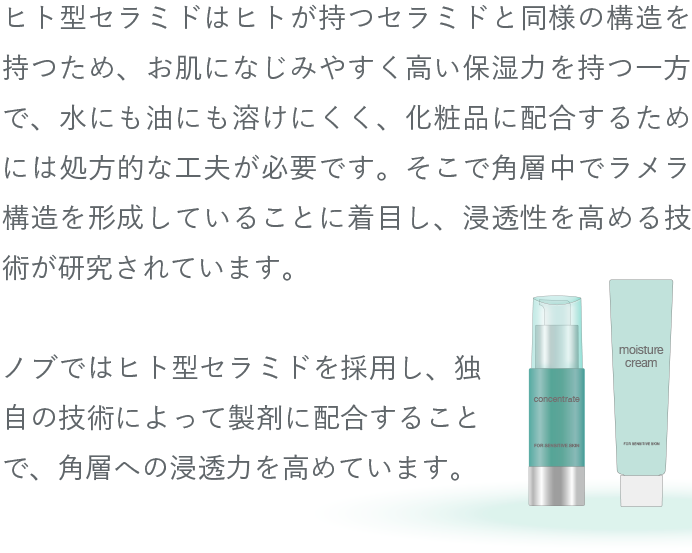 ヒト型セラミドはヒトが持つセラミドと同様の構造を
持つため、お肌になじみやすく高い保湿力を持つ一方
で、水にも油にも溶けにくく、化粧品に配合するため
には処方的な工夫が必要です。そこで角層中でラメラ
構造を形成していることに着目し、浸透性を高める技
術が研究されています。
ノブではヒト型セラミドを採用し、独
自の技術によって製剤に配合すること
で、角層への浸透力を高めています。
concentrate
FOR SENSITIVE SKIN
moisture
cream
FOR SENSITIVE SKIN